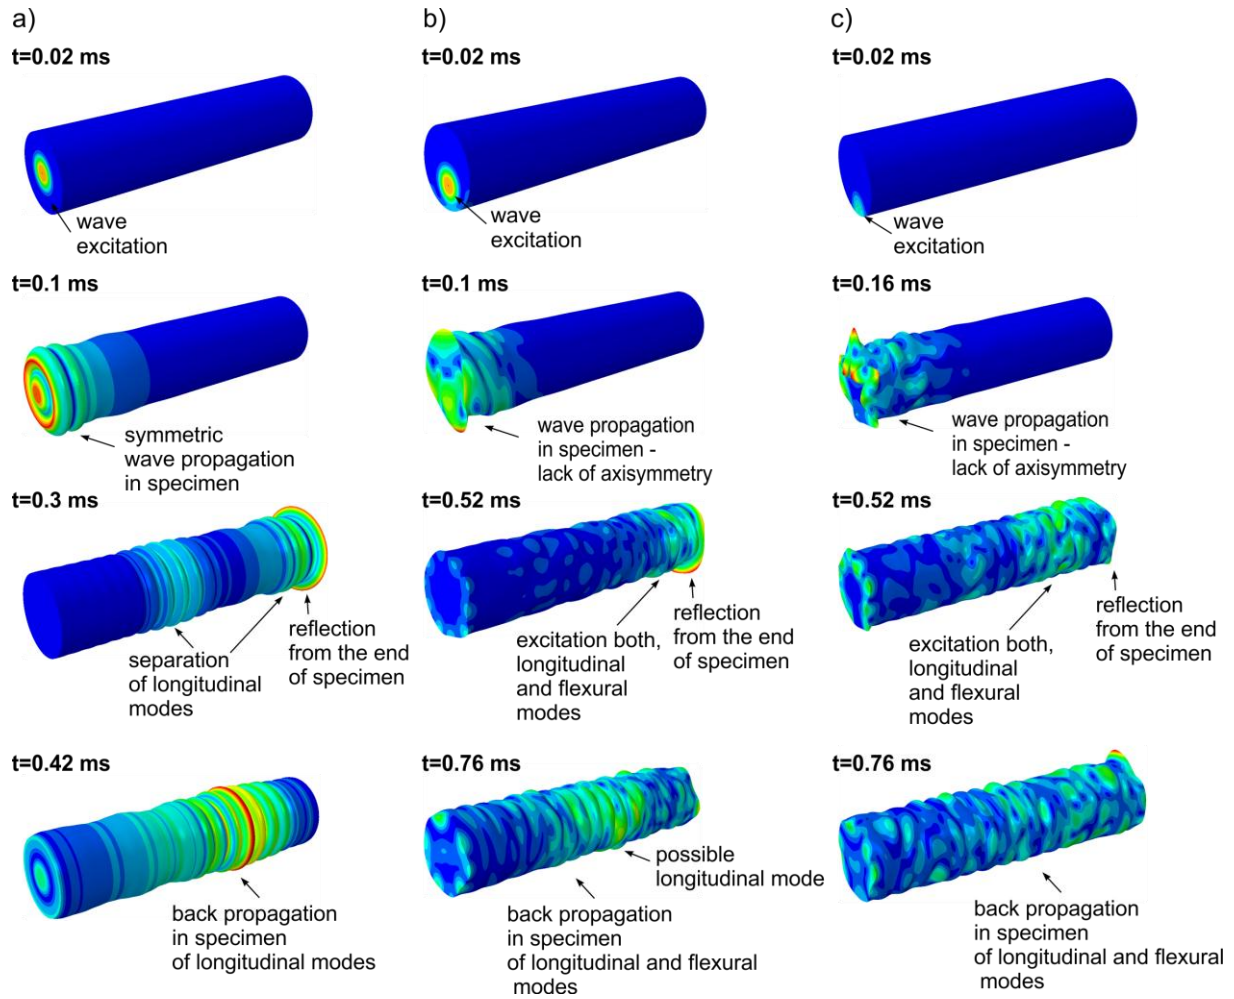 a)
t=0.02 ms
wave
excitation
t=0.1 ms
symmetric
wave propagation
in specimen
t=0.3 ms
separation
of longitudinal
modes
reflection
from the end
of specimen
t=0.42 ms
back propagation
in specimen
of longitudinal modes
b)
t=0.02 ms
wave
excitation
t=0.1 ms
wave propagation
in specimen -
lack of axisymmetry
t=0.52 ms
excitation both,
longitudinal
and flexural
modes
reflection
from the end
of specimen
t=0.76 ms
possible
longitudinal mode
back propagation
in specimen
of longitudinal and flexural
modes
c)
t=0.02 ms
wave
excitation
t=0.16 ms
wave propagation
in specimen -
lack of axisymmetry
t=0.52 ms
excitation both,
longitudinal
and flexural
modes
reflection
from the end
of specimen
t=0.76 ms
back propagation
in specimen
of longitudinal and flexural
modes